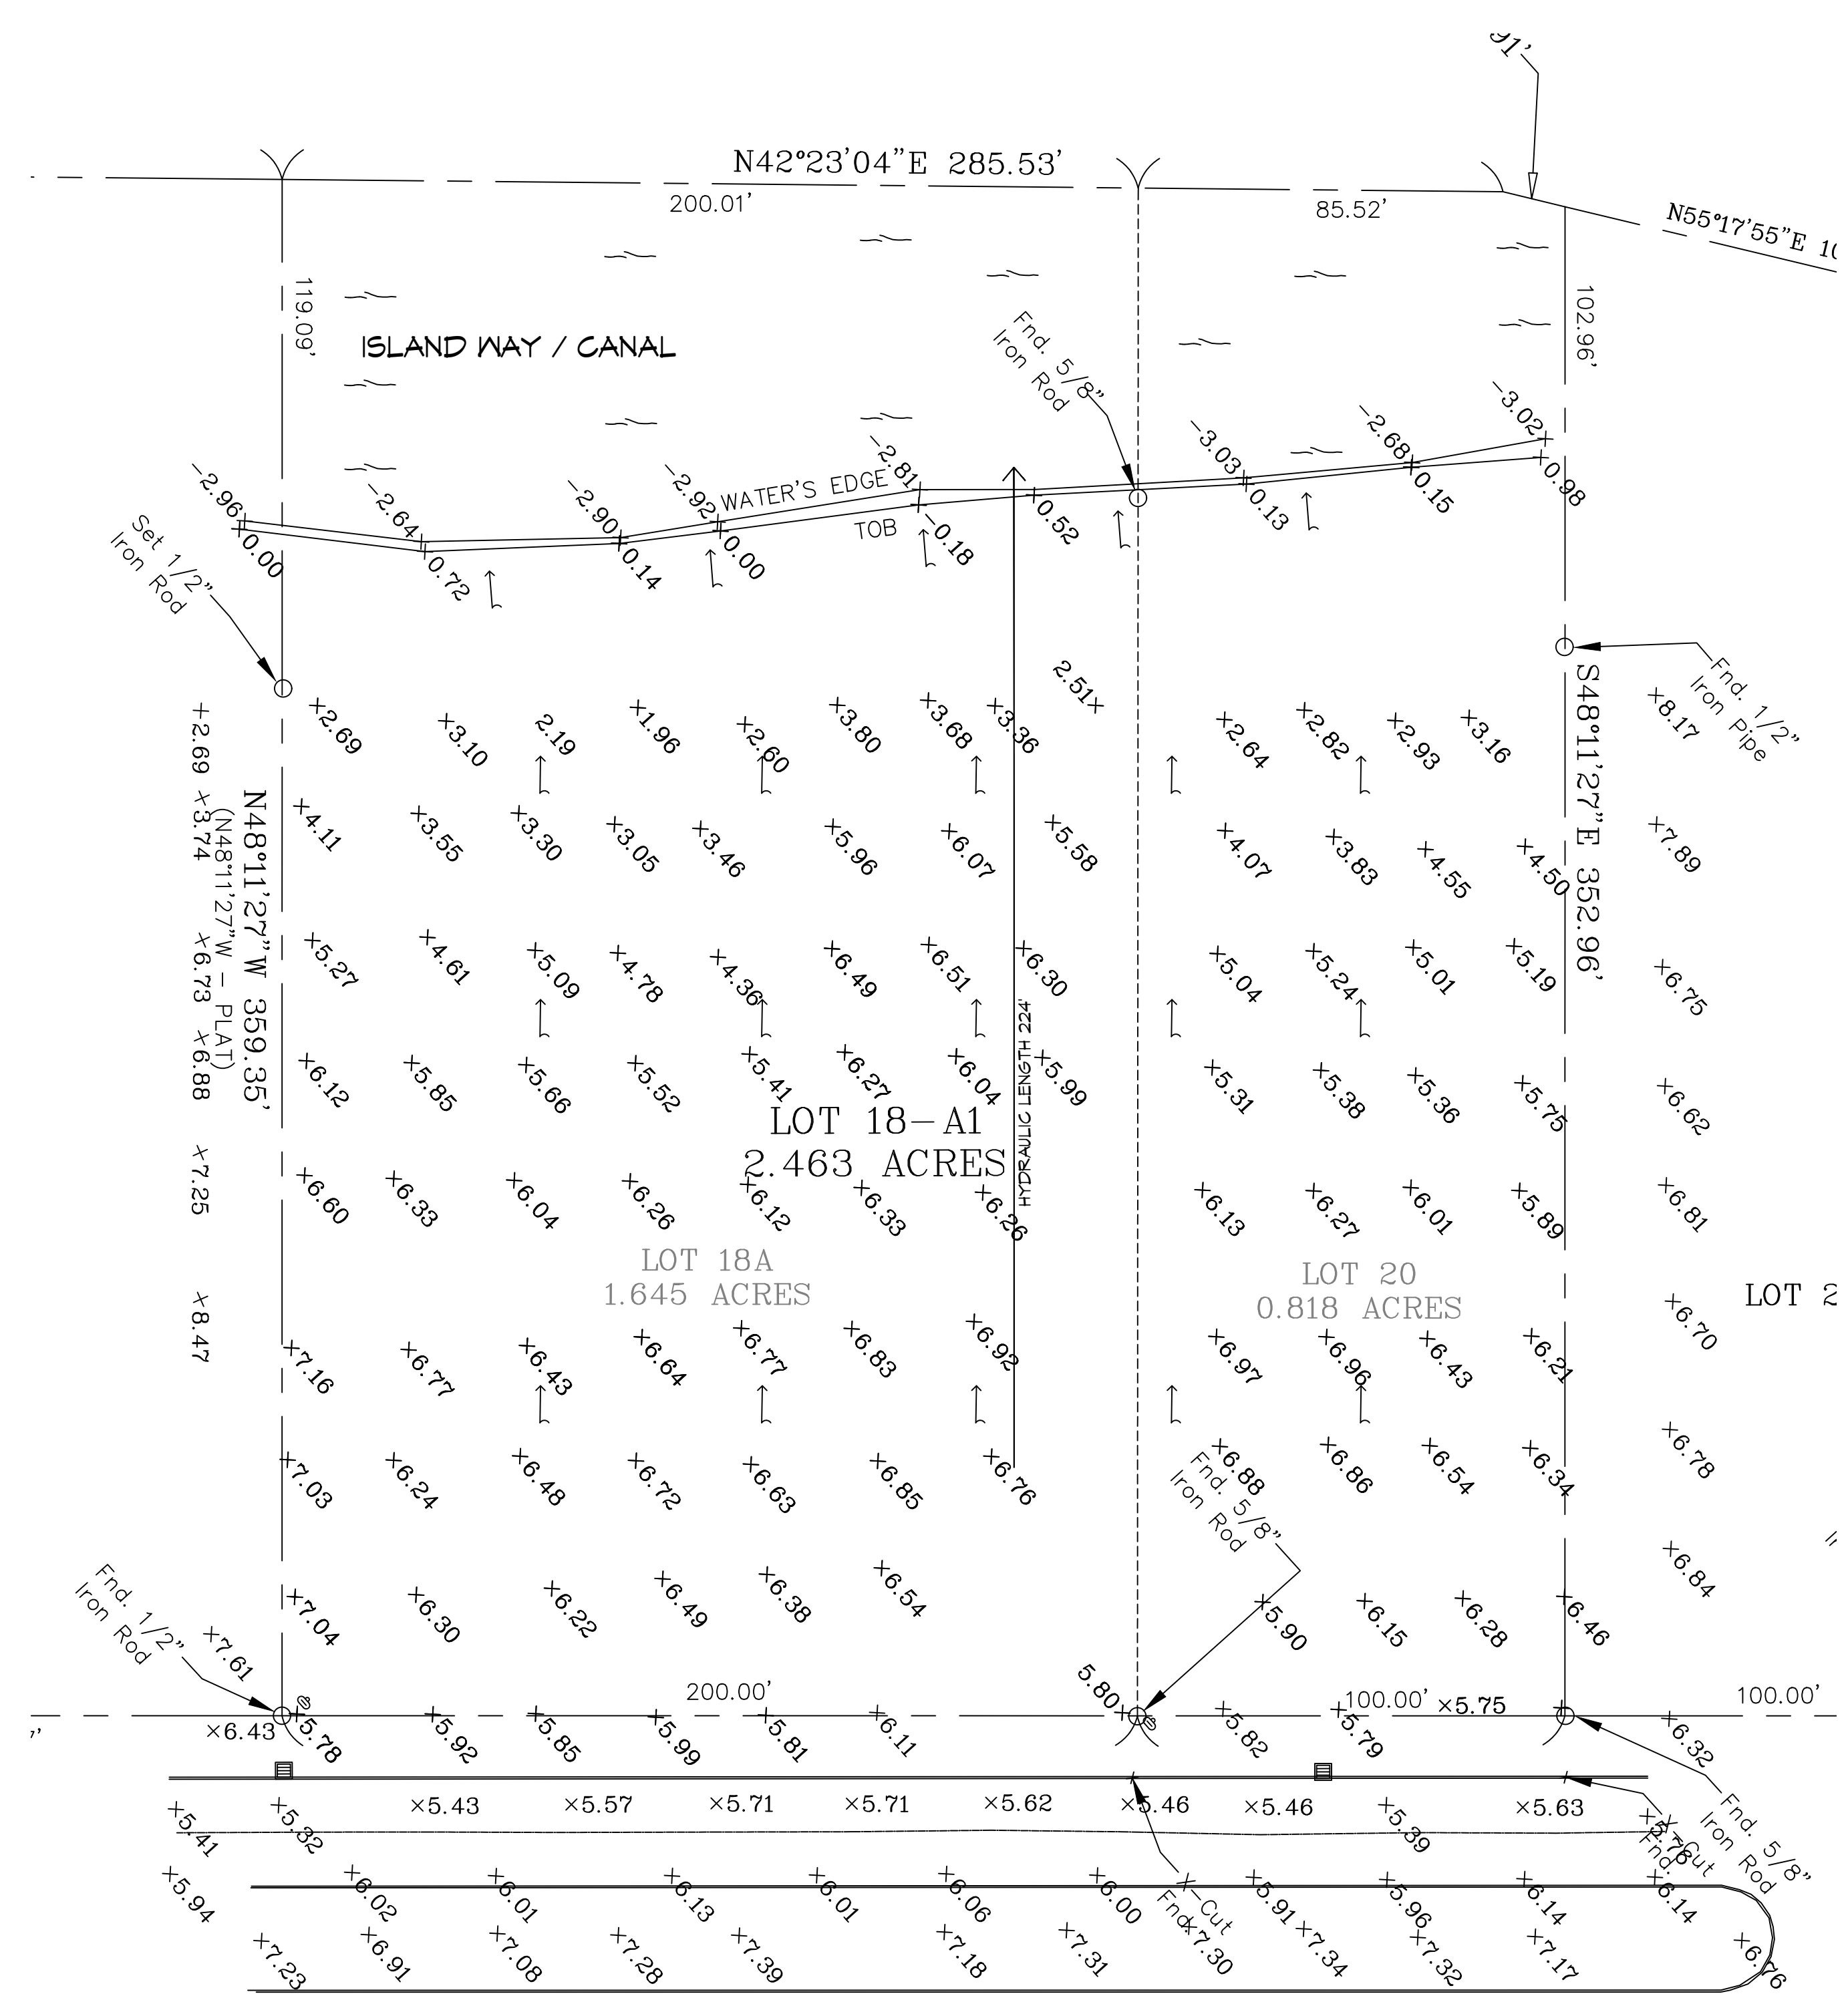 91'
N42°23'04"E 285.53'
200.01'
85.52'
N55°17'55"E 10
119.09'
102.96'
ISLAND WAY / CANAL
Fnd. 5/8"
Iron Rod
-2.96
-2.64
-2.90
-2.92
-2.81
-3.03
-2.68
-3.02
WATER'S EDGE
TOB
0.00
0.72
0.14
0.00
-0.18
0.52
0.13
0.15
0.98
Set 1/2"
Iron Rod
Fnd. 1/2"
Iron Pipe
N48°11'27"W 359.35'
(N48°11'27"W - PLAT)
S48°11'27"E 352.96'
×2.69 ×3.74 ×6.73 ×6.88 ×7.25 ×8.47
×2.69 ×3.10 2.19 ×1.96 ×2.60 ×3.80 ×3.68 ×3.36 2.51× ×2.64 ×2.82 ×2.93 ×3.16 ×8.17
×4.11 ×3.55 ×3.30 ×3.05 ×3.46 ×5.96 ×6.07 ×5.58 ×4.07 ×3.83 ×4.55 ×4.50 ×7.89
×5.27 ×4.61 ×5.09 ×4.78 ×4.36 ×6.49 ×6.51 ×6.30 ×5.04 ×5.24 ×5.01 ×5.19 ×6.75
HYDRAULIC LENGTH 224'
×6.12 ×5.85 ×5.66 ×5.52 ×5.41 ×6.27 ×6.04 ×5.99 ×5.31 ×5.38 ×5.36 ×5.75 ×6.62
LOT 18-A1
2.463 ACRES
×6.60 ×6.33 ×6.04 ×6.26 ×6.12 ×6.33 ×6.26 ×6.13 ×6.27 ×6.01 ×5.89 ×6.81
LOT 18A
1.645 ACRES
LOT 20
0.818 ACRES
LOT 2
×7.16 ×6.77 ×6.43 ×6.64 ×6.77 ×6.83 ×6.92 ×6.97 ×6.96 ×6.43 ×6.21 ×6.70
×7.03 ×6.24 ×6.48 ×6.72 ×6.63 ×6.85 ×6.76 ×6.88 ×6.86 ×6.54 ×6.34 ×6.78
Fnd. 5/8"
Iron Rod
×7.04 ×6.30 ×6.22 ×6.49 ×6.38 ×6.54 ×5.90 ×6.15 ×6.28 ×6.46 ×6.84
Fnd. 1/2"
Iron Rod
×7.61
200.00'
100.00'
100.00'
×6.43 ×5.78 ×5.92 ×5.85 ×5.99 ×5.81 ×6.11 5.80 ×5.82 ×5.79 ×5.75 ×6.32
×5.41 ×5.32 ×5.43 ×5.57 ×5.71 ×5.71 ×5.62 ×5.46 ×5.46 ×5.39 ×5.63 ×5.76
X-Cut
Fnd.
Fnd. 5/8"
Iron Rod
×5.94 ×6.02 ×6.01 ×6.13 ×6.01 ×6.06 ×6.00 ×5.91 ×5.96 ×6.14 ×6.14
X-Cut
Fnd.
×7.23 ×6.91 ×7.08 ×7.28 ×7.39 ×7.18 ×7.31 ×7.30 ×7.34 ×7.32 ×7.17 ×6.76